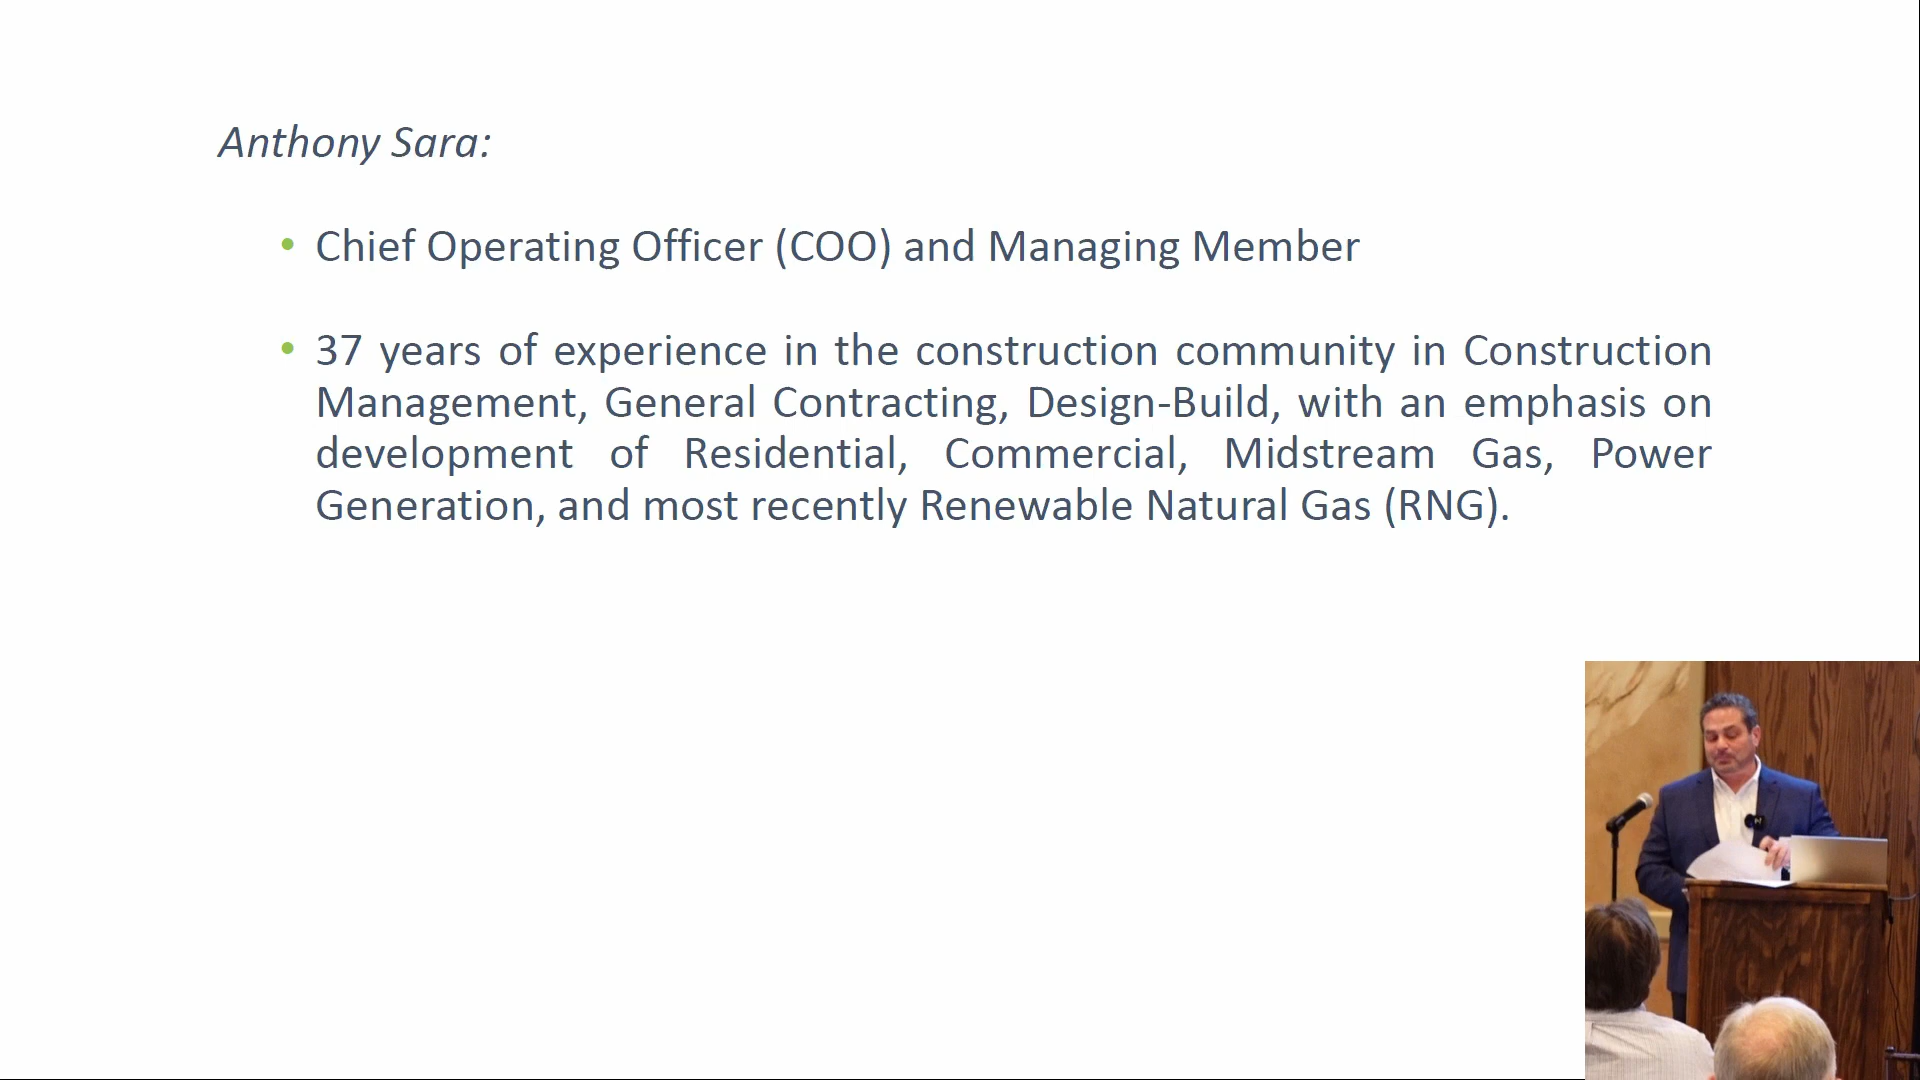 Anthony Sara:
• Chief Operating Officer (COO) and Managing Member
• 37 years of experience in the construction community in Construction
Management, General Contracting, Design-Build, with an emphasis on
development of Residential, Commercial, Midstream Gas, Power
Generation, and most recently Renewable Natural Gas (RNG).